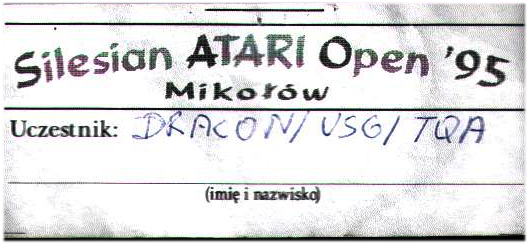 Silesian ATARI Open '95
Mikołów
Uczestnik: DRACON/USG/TQA
(imię i nazwisko)